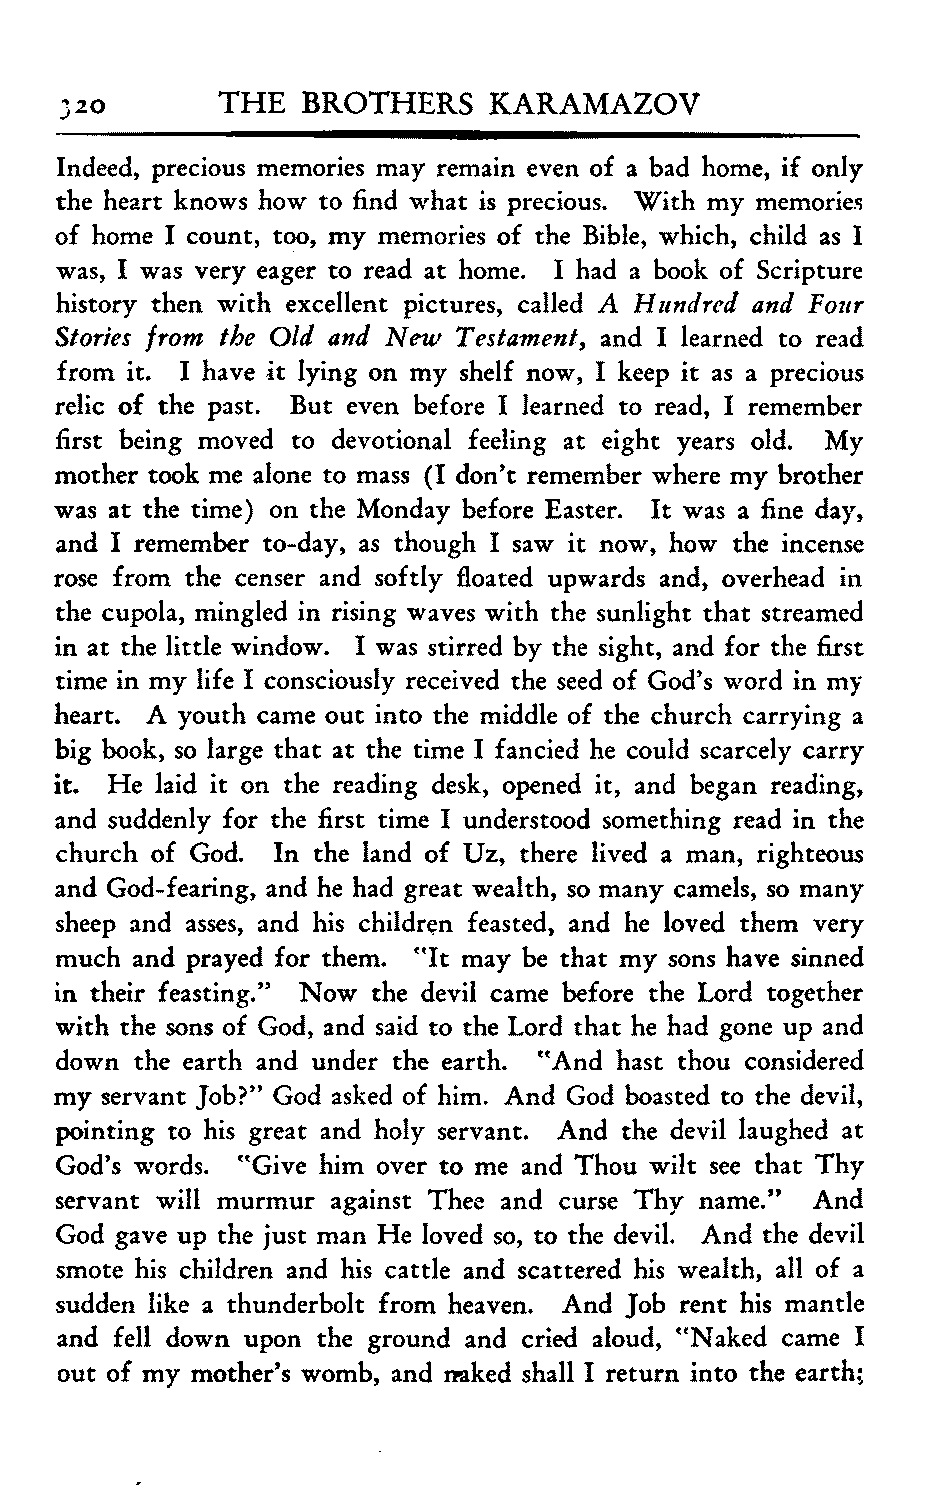 320 THE BROTHERS KARAMAZOV
Indeed, precious memories may remain even of a bad home, if only
the heart knows how to find what is precious. With my memories
of home I count, too, my memories of the Bible, which, child as I
was, I was very eager to read at home. I had a book of Scripture
history then with excellent pictures, called A Hundred and Four
Stories from the Old and New Testament, and I learned to read
from it. I have it lying on my shelf now, I keep it as a precious
relic of the past. But even before I learned to read, I remember
first being moved to devotional feeling at eight years old. My
mother took me alone to mass (I don't remember where my brother
was at the time) on the Monday before Easter. It was a fine day,
and I remember to-day, as though I saw it now, how the incense
rose from the censer and softly floated upwards and, overhead in
the cupola, mingled in rising waves with the sunlight that streamed
in at the little window. I was stirred by the sight, and for the first
time in my life I consciously received the seed of God's word in my
heart. A youth came out into the middle of the church carrying a
big book, so large that at the time I fancied he could scarcely carry
it. He laid it on the reading desk, opened it, and began reading,
and suddenly for the first time I understood something read in the
church of God. In the land of Uz, there lived a man, righteous
and God-fearing, and he had great wealth, so many camels, so many
sheep and asses, and his children feasted, and he loved them very
much and prayed for them. "It may be that my sons have sinned
in their feasting." Now the devil came before the Lord together
with the sons of God, and said to the Lord that he had gone up and
down the earth and under the earth. "And hast thou considered
my servant Job?" God asked of him. And God boasted to the devil,
pointing to his great and holy servant. And the devil laughed at
God's words. "Give him over to me and Thou wilt see that Thy
servant will murmur against Thee and curse Thy name." And
God gave up the just man He loved so, to the devil. And the devil
smote his children and his cattle and scattered his wealth, all of a
sudden like a thunderbolt from heaven. And Job rent his mantle
and fell down upon the ground and cried aloud, "Naked came I
out of my mother's womb, and naked shall I return into the earth;